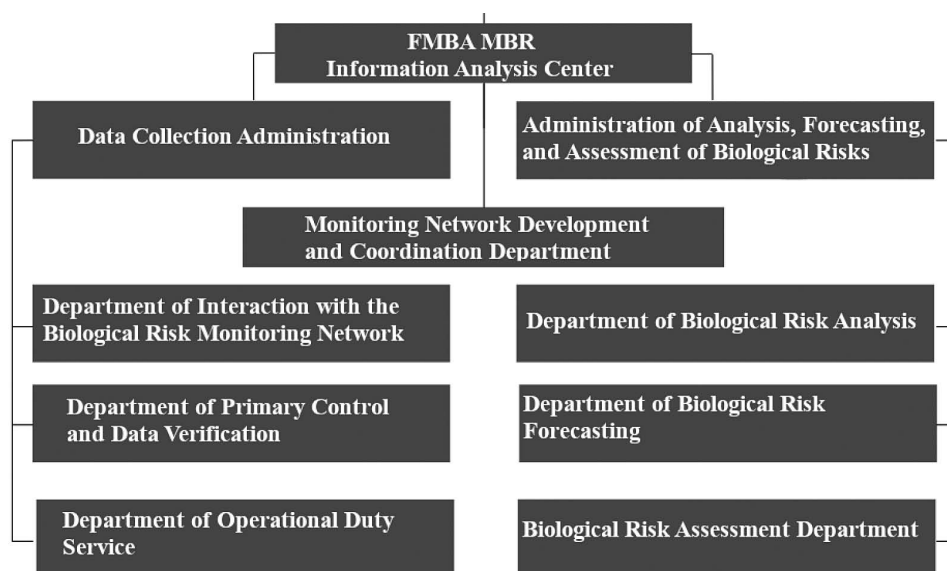 FMBA MBR
Information Analysis Center
Data Collection Administration
Administration of Analysis, Forecasting,
and Assessment of Biological Risks
Monitoring Network Development
and Coordination Department
Department of Interaction with the
Biological Risk Monitoring Network
Department of Biological Risk Analysis
Department of Primary Control
and Data Verification
Department of Biological Risk
Forecasting
Department of Operational Duty
Service
Biological Risk Assessment Department